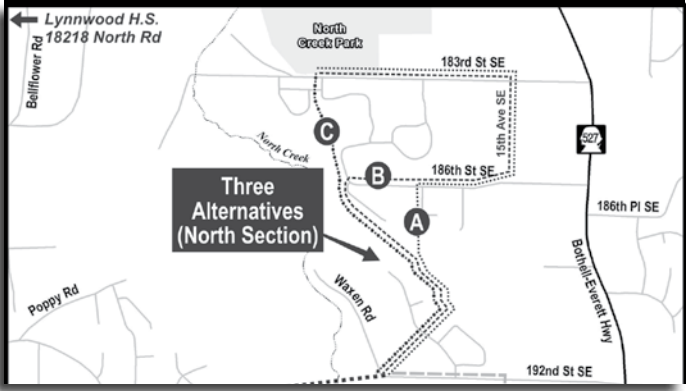 Lynnwood H.S.
18218 North Rd
Bellflower Rd
North
Creek Park
183rd St SE
15th Ave SE
527
C
North Creek
B
186th St SE
Three
Alternatives
(North Section)
A
186th Pl SE
Bothell-Everett Hwy
Poppy Rd
Waxen Rd
192nd St SE